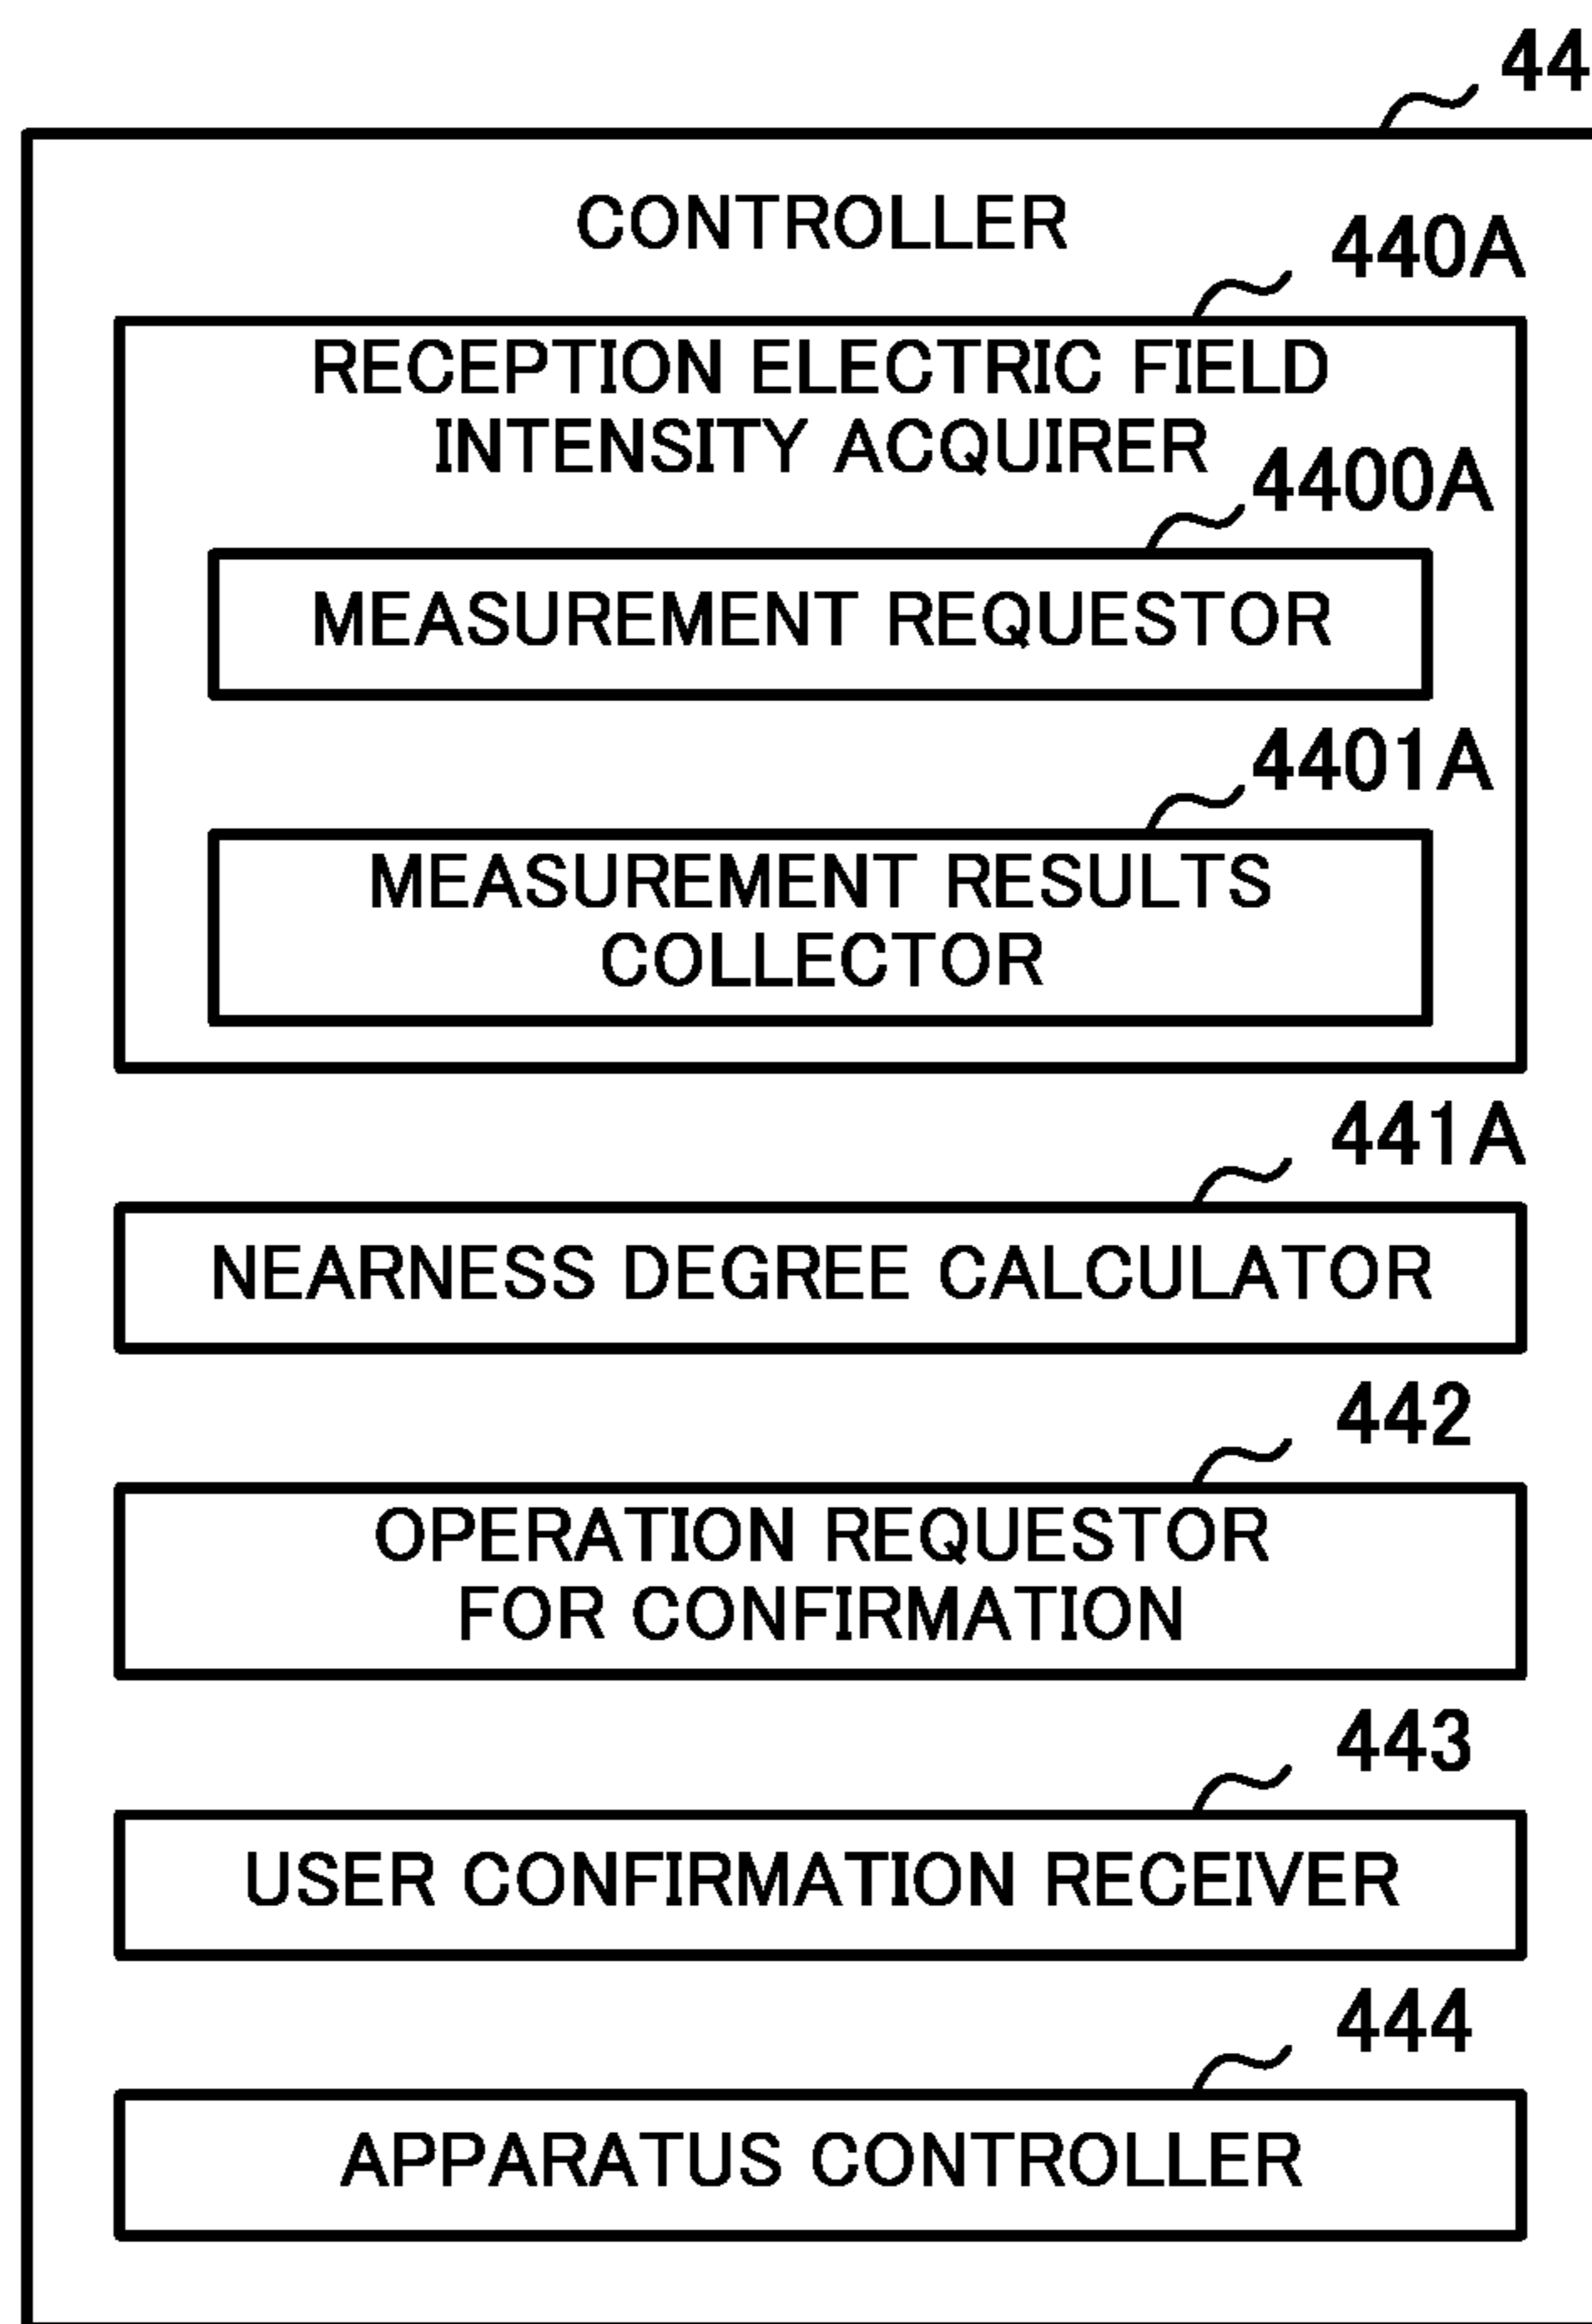 44
CONTROLLER
440A
RECEPTION ELECTRIC FIELD
INTENSITY ACQUIRER
4400A
MEASUREMENT REQUESTOR
4401A
MEASUREMENT RESULTS
COLLECTOR
441A
NEARNESS DEGREE CALCULATOR
442
OPERATION REQUESTOR
FOR CONFIRMATION
443
USER CONFIRMATION RECEIVER
444
APPARATUS CONTROLLER